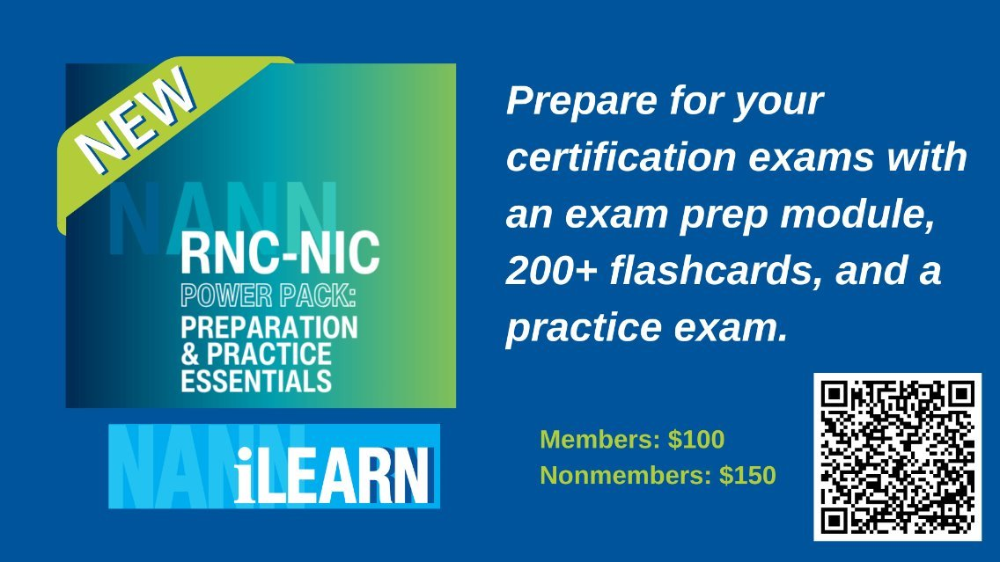 NEW
NANN
RNC-NIC
POWER PACK:
PREPARATION
& PRACTICE
ESSENTIALS
NANN
iLEARN
Prepare for your
certification exams with
an exam prep module,
200+ flashcards, and a
practice exam.
Members: $100
Nonmembers: $150